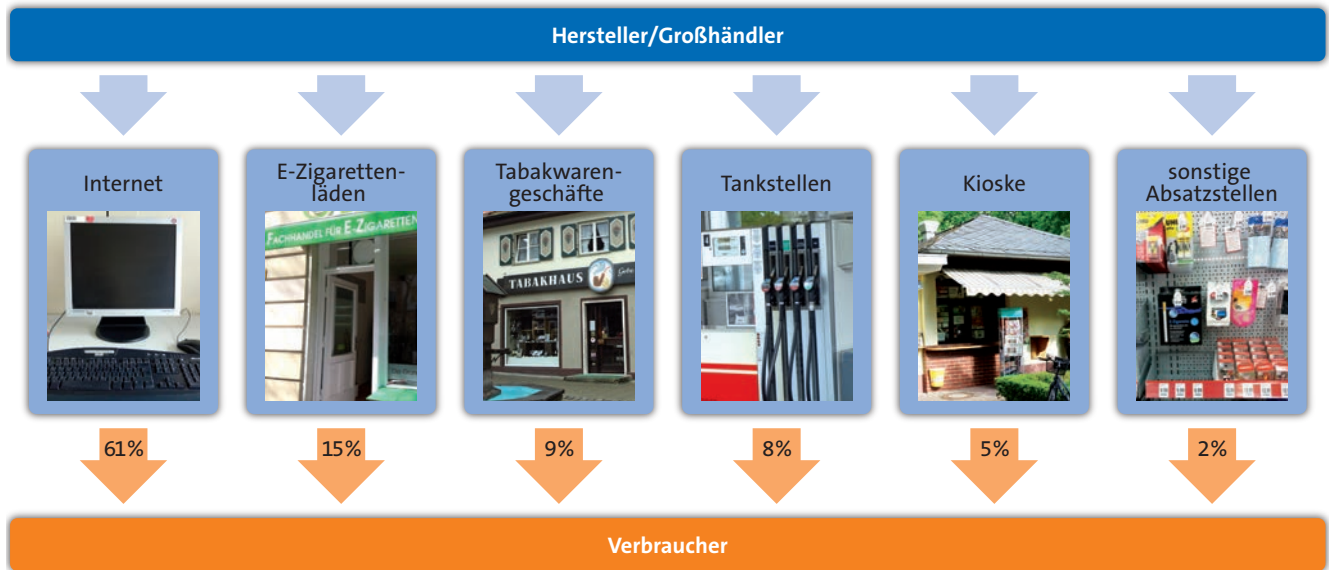 Hersteller/Großhändler
Internet
E-Zigaretten-
läden
Tabakwaren-
geschäfte
Tankstellen
Kioske
sonstige
Absatzstellen
FACHHANDEL FÜR E-ZIGARETTEN
TABAKHAUS
UNI
61%
15%
9%
8%
5%
2%
Verbraucher